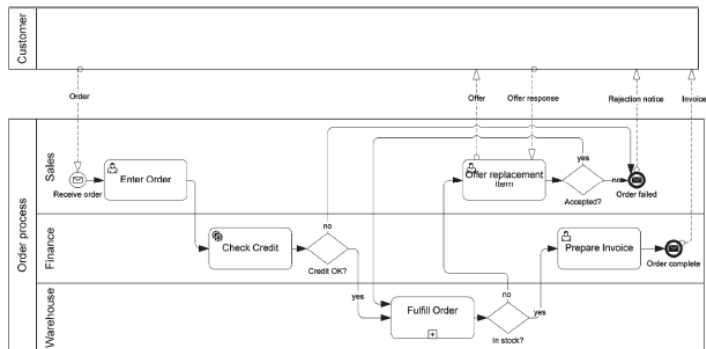 Customer
Order
Offer
Offer response
Rejection notice
Invoice
Order process
Sales
Receive order
Enter Order
Offer replacement
item
yes
Accepted?
no
Order failed
Finance
Check Credit
no
Credit OK?
yes
Prepare Invoice
Order complete
Warehouse
Fulfill Order
no
In stock?
yes